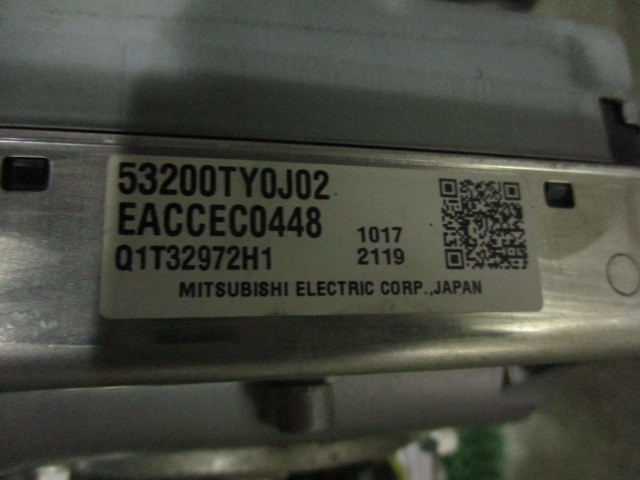 53200TY0J02
EACCEC0448
Q1T32972H1
1017
2119
MITSUBISHI ELECTRIC CORP.,JAPAN